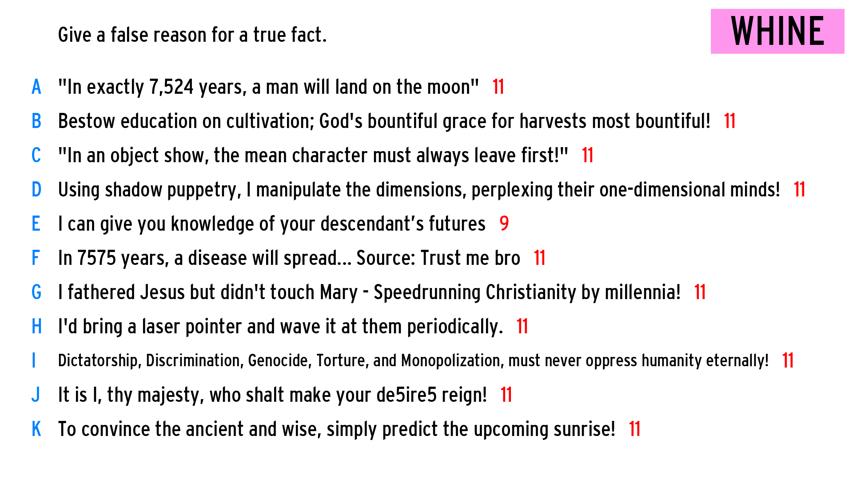 Give a false reason for a true fact.
WHINE
A "In exactly 7,524 years, a man will land on the moon" 11
B Bestow education on cultivation; God's bountiful grace for harvests most bountiful! 11
C "In an object show, the mean character must always leave first!" 11
D Using shadow puppetry, I manipulate the dimensions, perplexing their one-dimensional minds! 11
E I can give you knowledge of your descendant’s futures 9
F In 7575 years, a disease will spread... Source: Trust me bro 11
G I fathered Jesus but didn't touch Mary - Speedrunning Christianity by millennia! 11
H I'd bring a laser pointer and wave it at them periodically. 11
I Dictatorship, Discrimination, Genocide, Torture, and Monopolization, must never oppress humanity eternally! 11
J It is I, thy majesty, who shalt make your de5ire5 reign! 11
K To convince the ancient and wise, simply predict the upcoming sunrise! 11